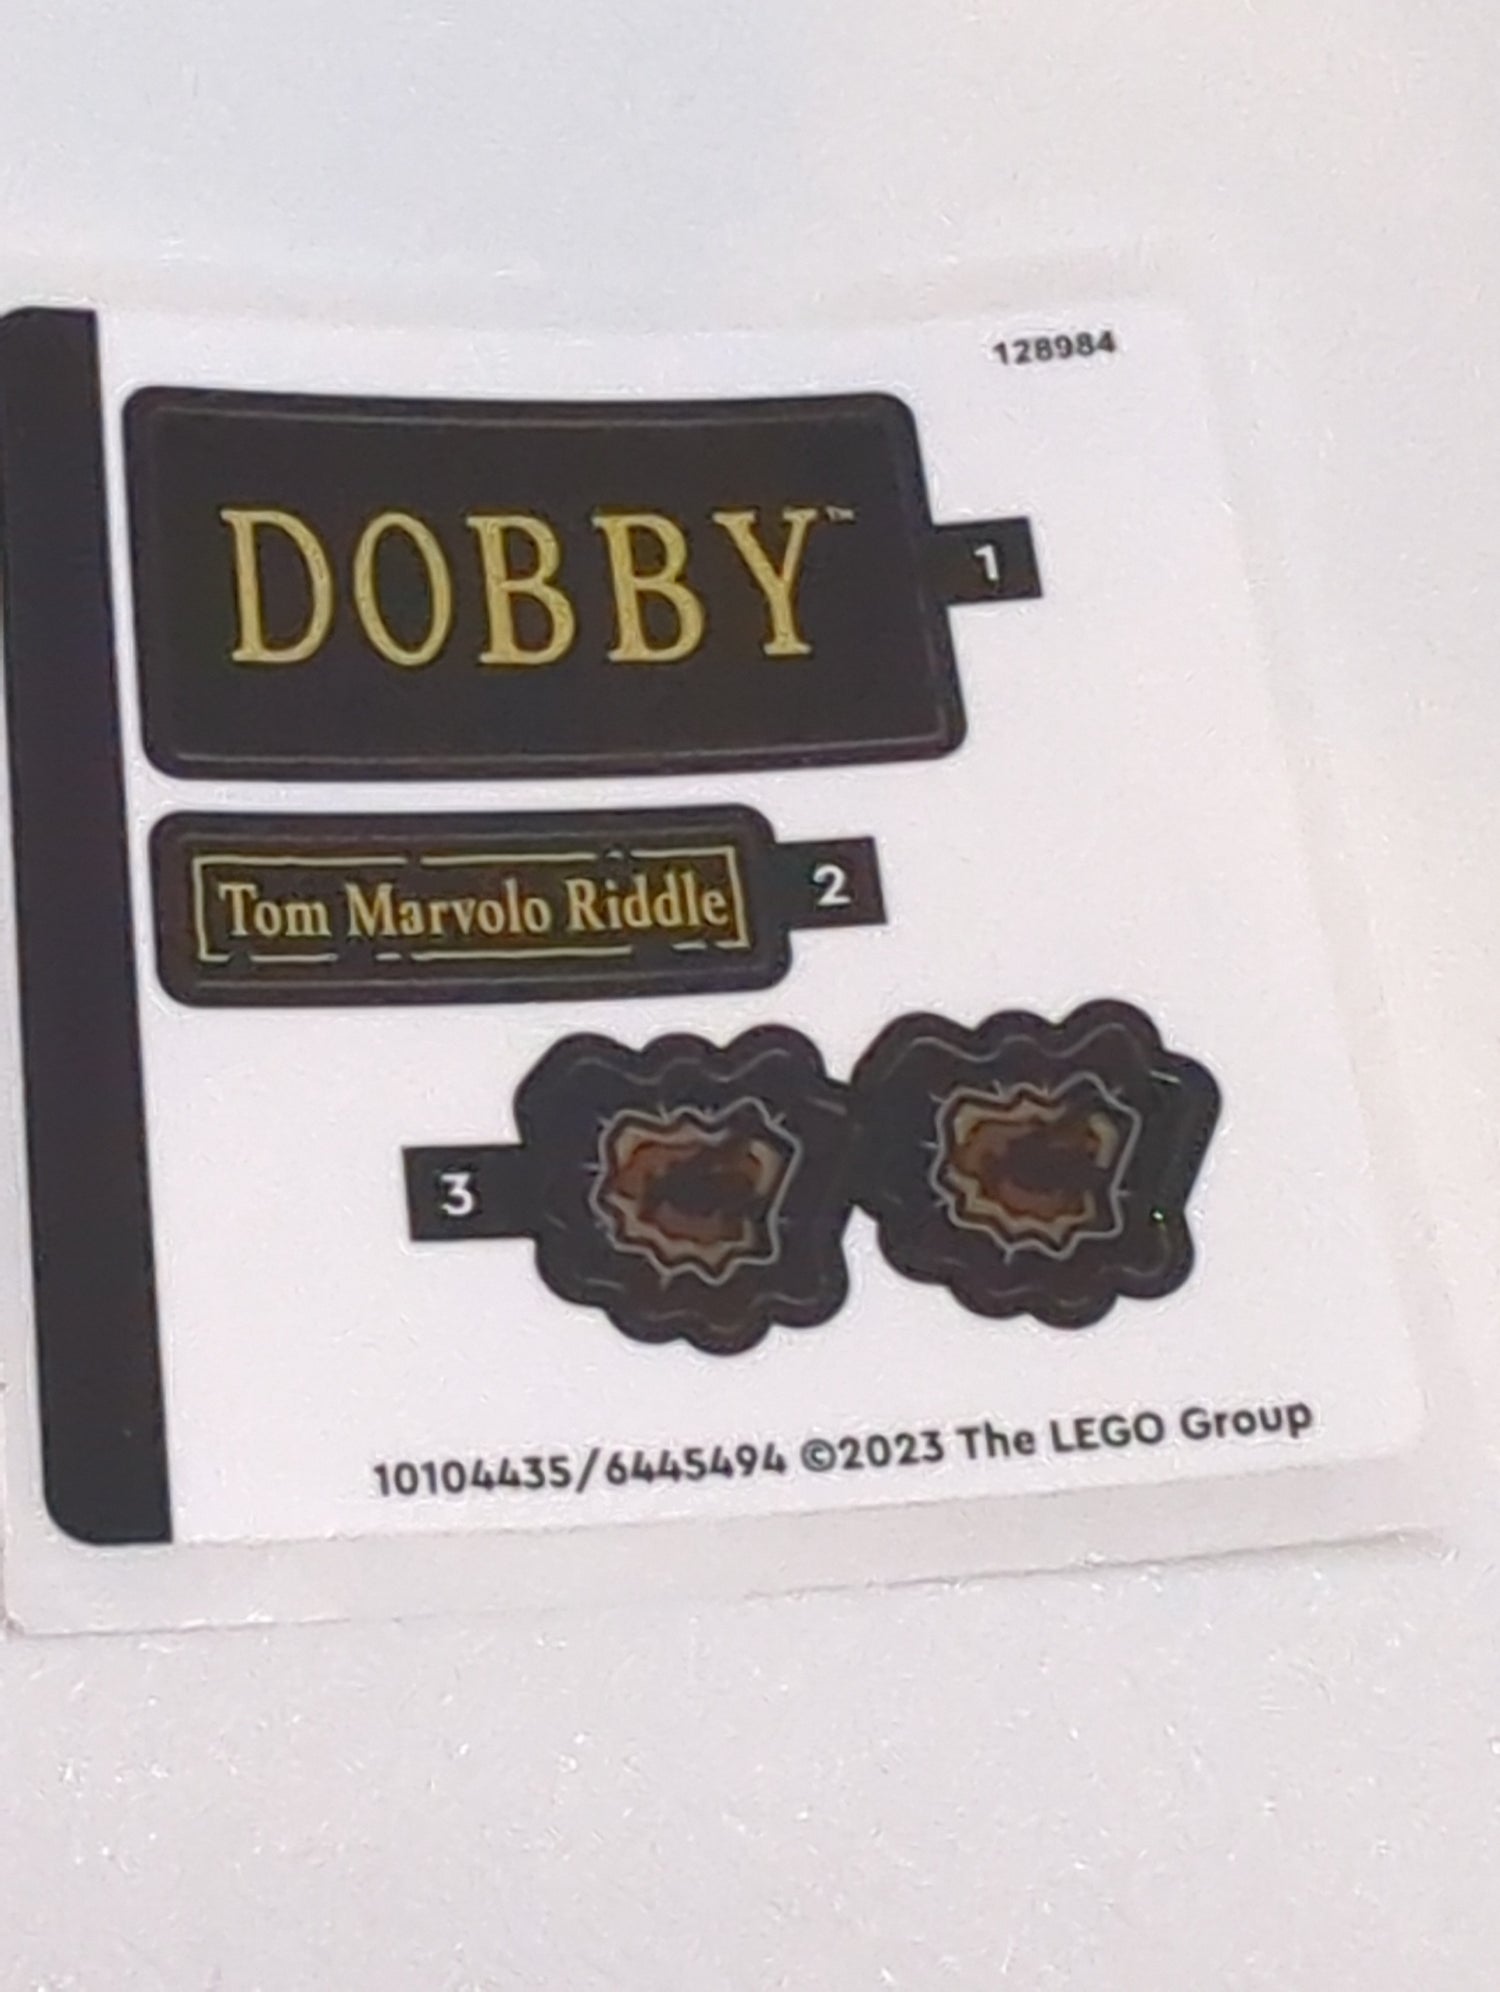 128984
DOBBY™
1
Tom Marvolo Riddle
2
3
10104435/6445494 ©2023 The LEGO Group